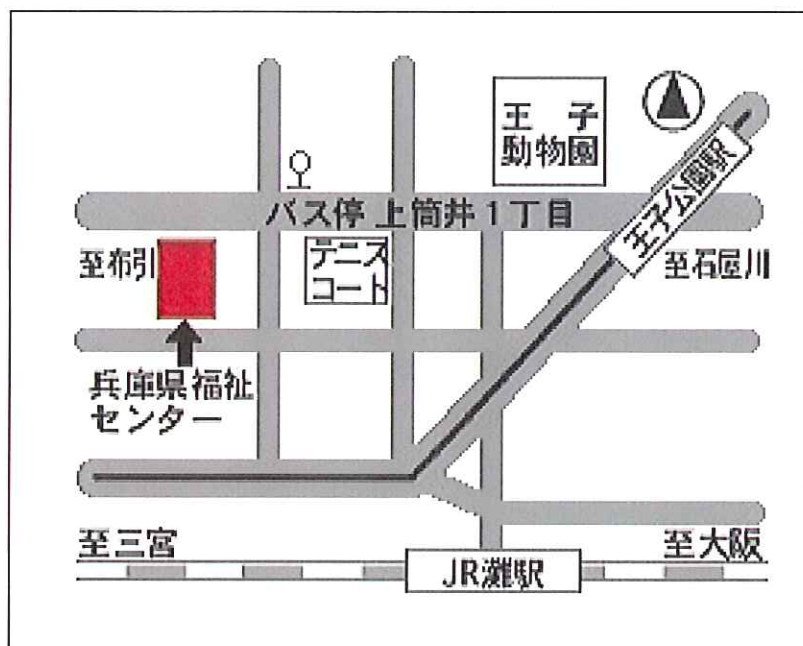 王子
動物園
王子公園駅
バス停 上筒井1丁目
至布引
テニス
コート
至石屋川
兵庫県福祉
センター
至三宮
至大阪
JR灘駅